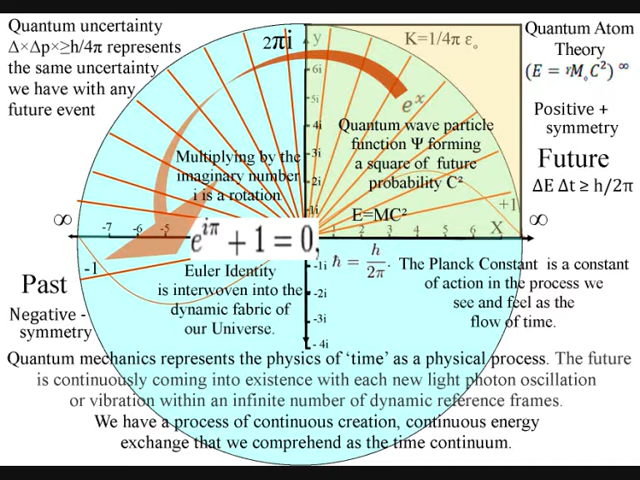 Quantum uncertainty
Δ×Δp×≥h/4π represents
the same uncertainty
we have with any
future event
2πi
y
K=1/4π ε˳
Quantum Atom
Theory
(E = ᵞM˳C²) ∞
Positive +
symmetry
Future
ΔE Δt ≥ h/2π
6i
5i
4i
3i
2i
1i
eˣ
Quantum wave particle
function Ψ forming
a square of future
probability C²
E=MC²
Multiplying by the
imaginary number
i is a rotation
+1
∞
-7 -6 -5
1 2 3 4 5 6 X
∞
e^{iπ} + 1 = 0,
-1
Past
Negative -
symmetry
Euler Identity
is interwoven into the
dynamic fabric of
our Universe.
-1i
-2i
-3i
- 4i
ħ = h/2π.
The Planck Constant is a constant
of action in the process we
see and feel as the
flow of time.
Quantum mechanics represents the physics of ‘time’ as a physical process. The future
is continuously coming into existence with each new light photon oscillation
or vibration within an infinite number of dynamic reference frames.
We have a process of continuous creation, continuous energy
exchange that we comprehend as the time continuum.